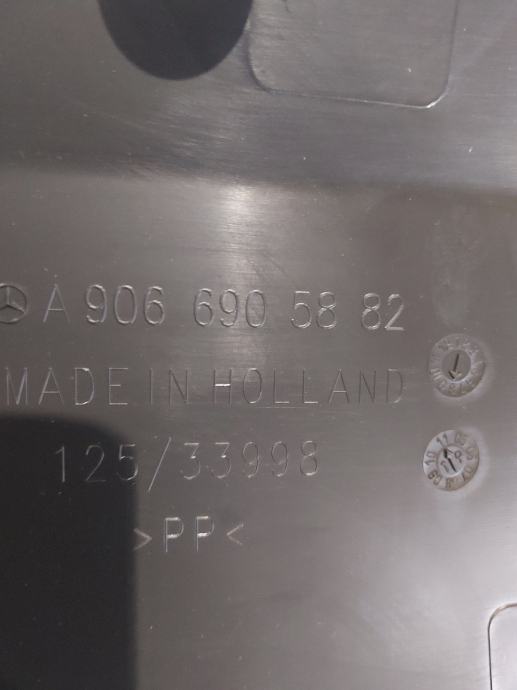 A 906 690 58 82
MADE IN HOLLAND
125/33998
>PP<